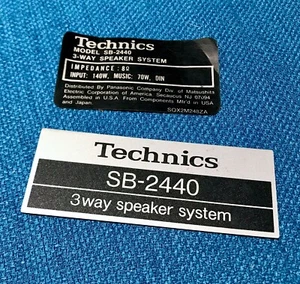 Technics
MODEL SB-2440
3-WAY SPEAKER SYSTEM
IMPEDANCE: 8Ω
INPUT: 140W, MUSIC: 70W, DIN
Distributed By Panasonic Company Div. of Matsushita
Electric Corporation of America, Secaucus NJ 07094
Assembled in U.S.A. From Components Mfr'd in USA
and Japan.
SQX2M248ZA
Technics
SB-2440
3way speaker system